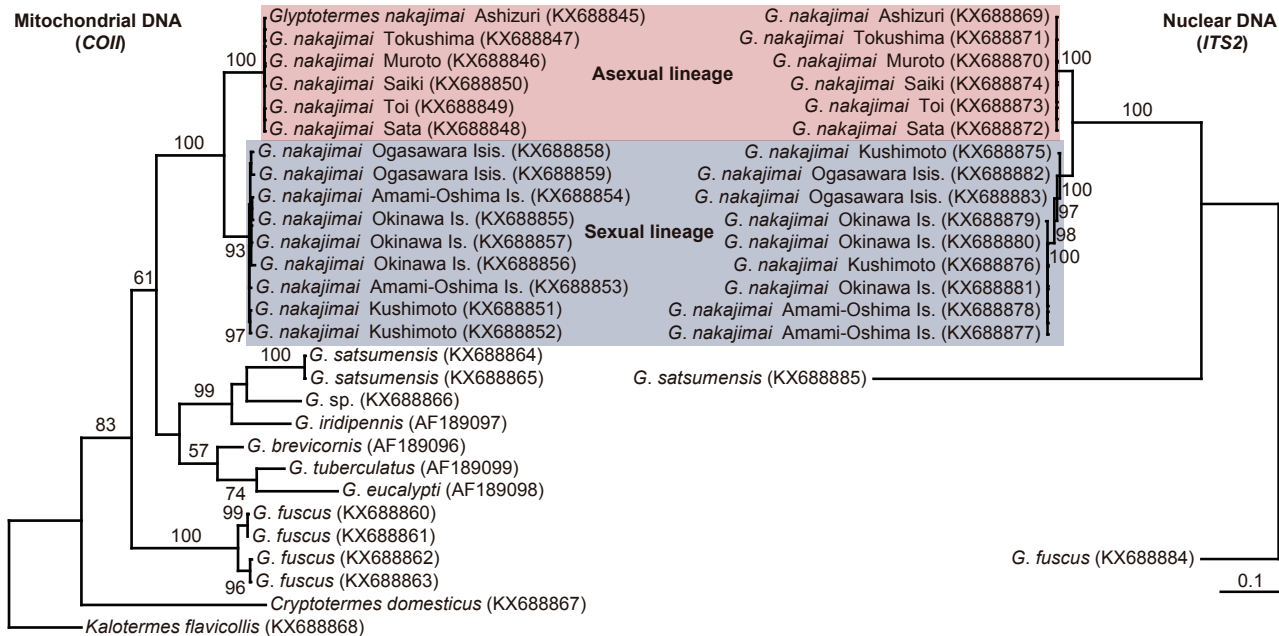 Mitochondrial DNA
(COII)
Nuclear DNA
(ITS2)
Asexual lineage
Sexual lineage
Glyptotermes nakajimai Ashizuri (KX688845)
G. nakajimai Tokushima (KX688847)
G. nakajimai Muroto (KX688846)
G. nakajimai Saiki (KX688850)
G. nakajimai Toi (KX688849)
G. nakajimai Sata (KX688848)
G. nakajimai Ogasawara Isis. (KX688858)
G. nakajimai Ogasawara Isis. (KX688859)
G. nakajimai Amami-Oshima Is. (KX688854)
G. nakajimai Okinawa Is. (KX688855)
G. nakajimai Okinawa Is. (KX688857)
G. nakajimai Okinawa Is. (KX688856)
G. nakajimai Amami-Oshima Is. (KX688853)
G. nakajimai Kushimoto (KX688851)
G. nakajimai Kushimoto (KX688852)
G. satsumensis (KX688864)
G. satsumensis (KX688865)
G. sp. (KX688866)
G. iridipennis (AF189097)
G. brevicornis (AF189096)
G. tuberculatus (AF189099)
G. eucalypti (AF189098)
G. fuscus (KX688860)
G. fuscus (KX688861)
G. fuscus (KX688862)
G. fuscus (KX688863)
Cryptotermes domesticus (KX688867)
Kalotermes flavicollis (KX688868)
100
100
93
97
61
100
99
83
57
74
99
100
96
G. nakajimai Ashizuri (KX688869)
G. nakajimai Tokushima (KX688871)
G. nakajimai Muroto (KX688870)
G. nakajimai Saiki (KX688874)
G. nakajimai Toi (KX688873)
G. nakajimai Sata (KX688872)
G. nakajimai Kushimoto (KX688875)
G. nakajimai Ogasawara Isis. (KX688882)
G. nakajimai Ogasawara Isis. (KX688883)
G. nakajimai Okinawa Is. (KX688879)
G. nakajimai Okinawa Is. (KX688880)
G. nakajimai Kushimoto (KX688876)
G. nakajimai Okinawa Is. (KX688881)
G. nakajimai Amami-Oshima Is. (KX688878)
G. nakajimai Amami-Oshima Is. (KX688877)
G. satsumensis (KX688885)
G. fuscus (KX688884)
100
100
100
97
98
100
0.1